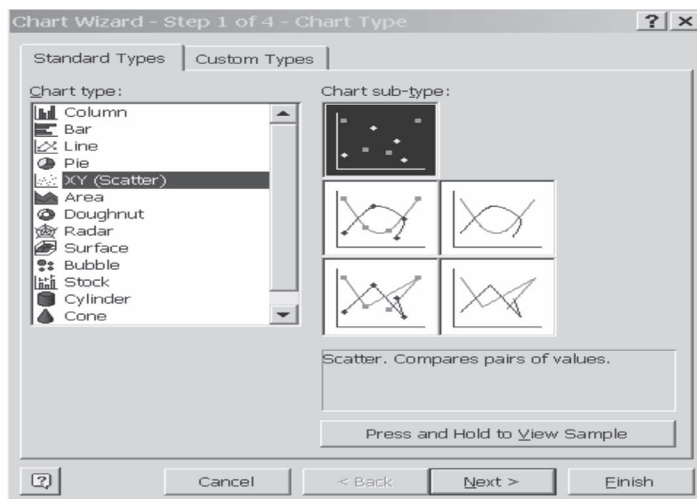 Chart Wizard - Step 1 of 4 - Chart Type
Standard Types
Custom Types
Chart type:
Column
Bar
Line
Pie
XY (Scatter)
Area
Doughnut
Radar
Surface
Bubble
Stock
Cylinder
Cone
Chart sub-type:
Scatter. Compares pairs of values.
Press and Hold to View Sample
Cancel
< Back
Next >
Finish